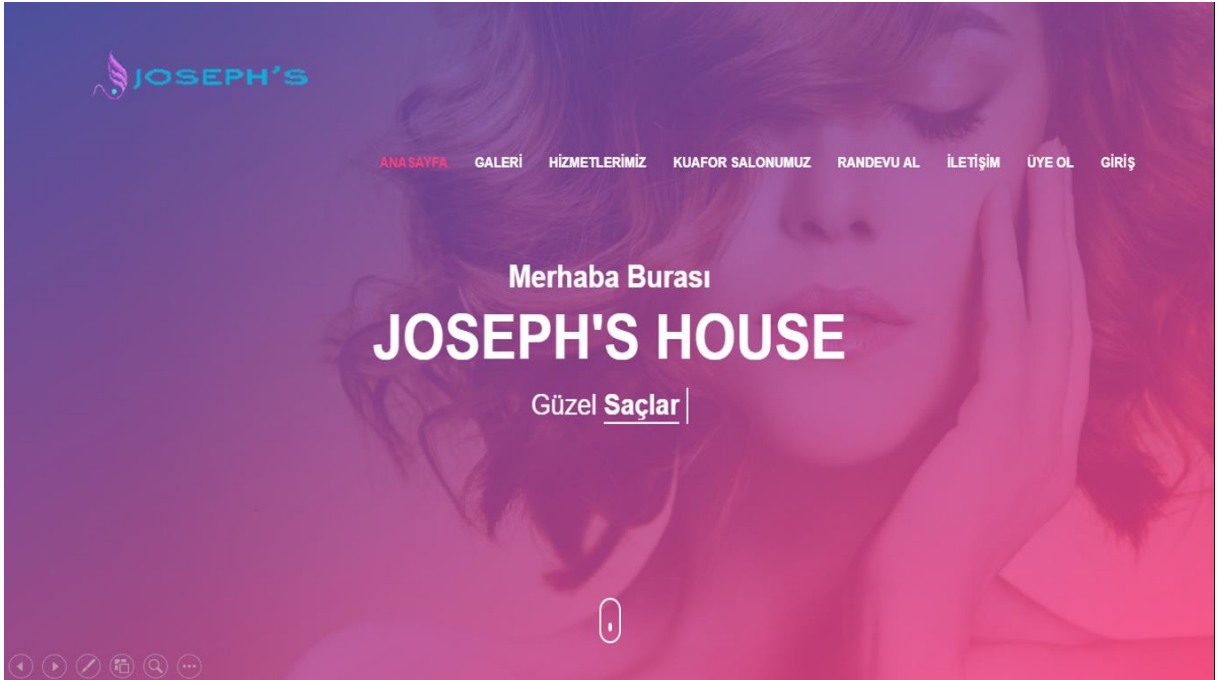 JOSEPH'S
ANASAYFA GALERİ HİZMETLERİMİZ KUAFOR SALONUMUZ RANDEVU AL İLETİŞİM ÜYE OL GİRİŞ
Merhaba Burası
JOSEPH'S HOUSE
Güzel Saçlar